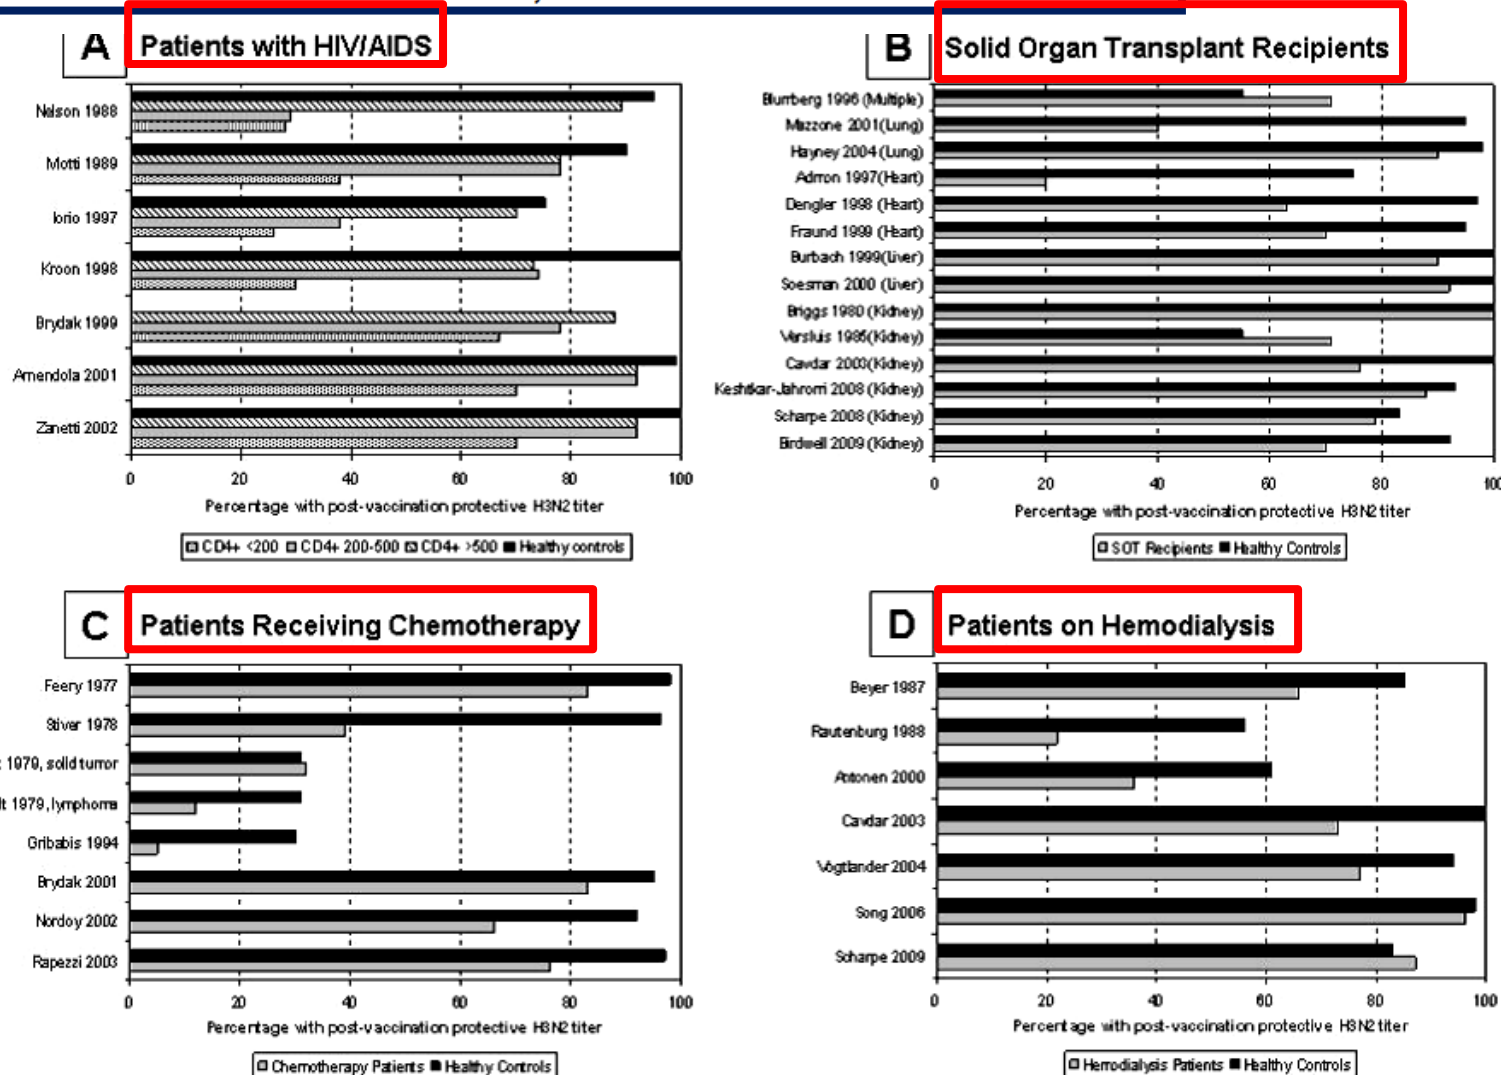 A Patients with HIV/AIDS
Nelson 1988
Motti 1989
Iorio 1997
Kroon 1998
Brydak 1999
Amendola 2001
Zanetti 2002
0 20 40 60 80 100
Percentage with post-vaccination protective H3N2 titer
CD4+ <200 CD4+ 200-500 CD4+ >500 Healthy controls
B Solid Organ Transplant Recipients
Blumberg 1996 (Multiple)
Mazzone 2001(Lung)
Hayney 2004 (Lung)
1997(Heart)
Dengler 1998 (Heart)
Fraund 1999 (Heart)
Burbach 1999(Liver)
Soesman 2000 (Liver)
Briggs 1980 (Kidney)
Versluis 1985(Kidney)
Cavdar 2003(Kidney)
Keshtkar-Jahromi 2008 (Kidney)
Scharpe 2008 (Kidney)
Birdwell 2009 (Kidney)
0 20 40 60 80 100
Percentage with post-vaccination protective H3N2 titer
SOT Recipients Healthy Controls
C Patients Receiving Chemotherapy
Feery 1977
Stiver 1978
1979, solid tumor
lt 1979, lymphoma
Gribabis 1994
Brydak 2001
Nordoy 2002
Rapezzi 2003
0 20 40 60 80 100
Percentage with post-vaccination protective H3N2 titer
Chemotherapy Patients Healthy Controls
D Patients on Hemodialysis
Beyer 1987
Rautenburg 1988
Antonen 2000
Cavdar 2003
Vogtlander 2004
Song 2006
Scharpe 2009
0 20 40 60 80 100
Percentage with post-vaccination protective H3N2 titer
Hemodialysis Patients Healthy Controls